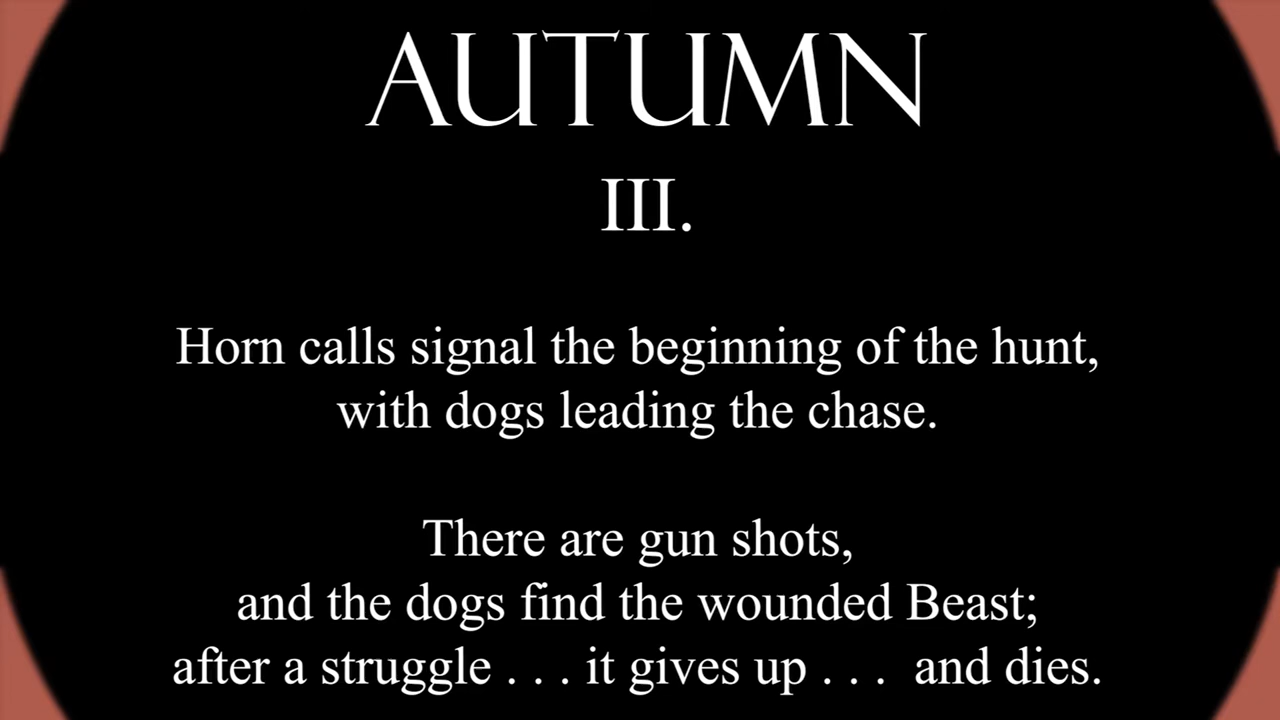 AUTUMN
III.
Horn calls signal the beginning of the hunt,
with dogs leading the chase.
There are gun shots,
and the dogs find the wounded Beast;
after a struggle . . . it gives up . . .  and dies.